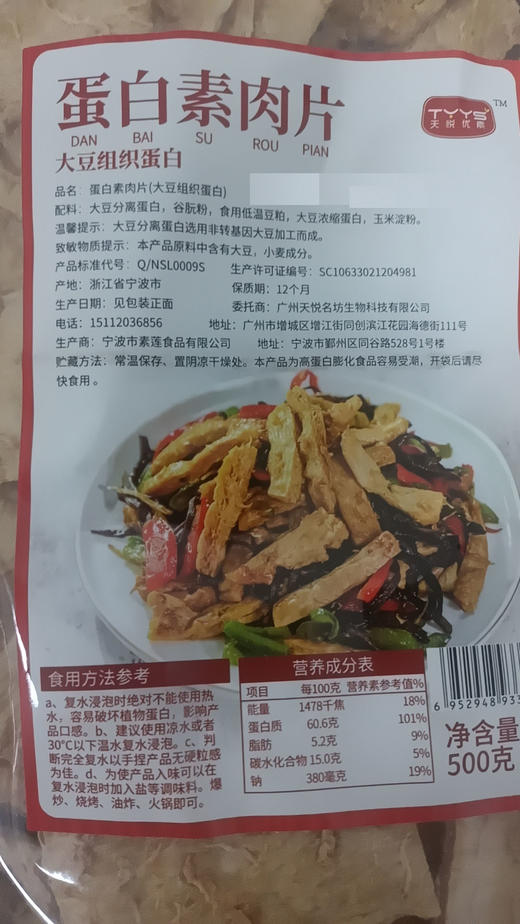 蛋白素肉片
DAN BAI SU ROU PIAN
大豆组织蛋白
TYYS
TM
天悦优素
品名：蛋白素肉片(大豆组织蛋白)
配料：大豆分离蛋白，谷朊粉，食用低温豆粕，大豆浓缩蛋白，玉米淀粉。
温馨提示：大豆分离蛋白选用非转基因大豆加工而成。
致敏物质提示：本产品原料中含有大豆，小麦成分。
产品标准代号：Q/NSL0009S 生产许可证编号：SC10633021204981
产地：浙江省宁波市 保质期：12个月
生产日期：见包装正面 委托商：广州天悦名坊生物科技有限公司
电话：15112036856 地址：广州市增城区增江街同创滨江花园海德街111号
生产商：宁波市素莲食品有限公司 地址：宁波市鄞州区同谷路528号1号楼
贮藏方法：常温保存、置阴凉干燥处。本产品为高蛋白膨化食品容易受潮，开袋后请尽
快食用。
食用方法参考
a、复水浸泡时绝对不能使用热
水，容易破坏植物蛋白，影响产
品口感。b、建议使用凉水或者
30°C以下温水复水浸泡。c、判
断完全复水以手捏产品无硬粒感
为佳。d、为使产品入味可以在
复水浸泡时加入盐等调味料。爆
炒、烧烤、油炸、火锅即可。
营养成分表
项目 每100克 营养素参考值%
能量 1478千焦 18%
蛋白质 60.6克 101%
脂肪 5.2克 9%
碳水化合物 15.0克 5%
钠 380毫克 19%
6 952948 933
净含量
500克